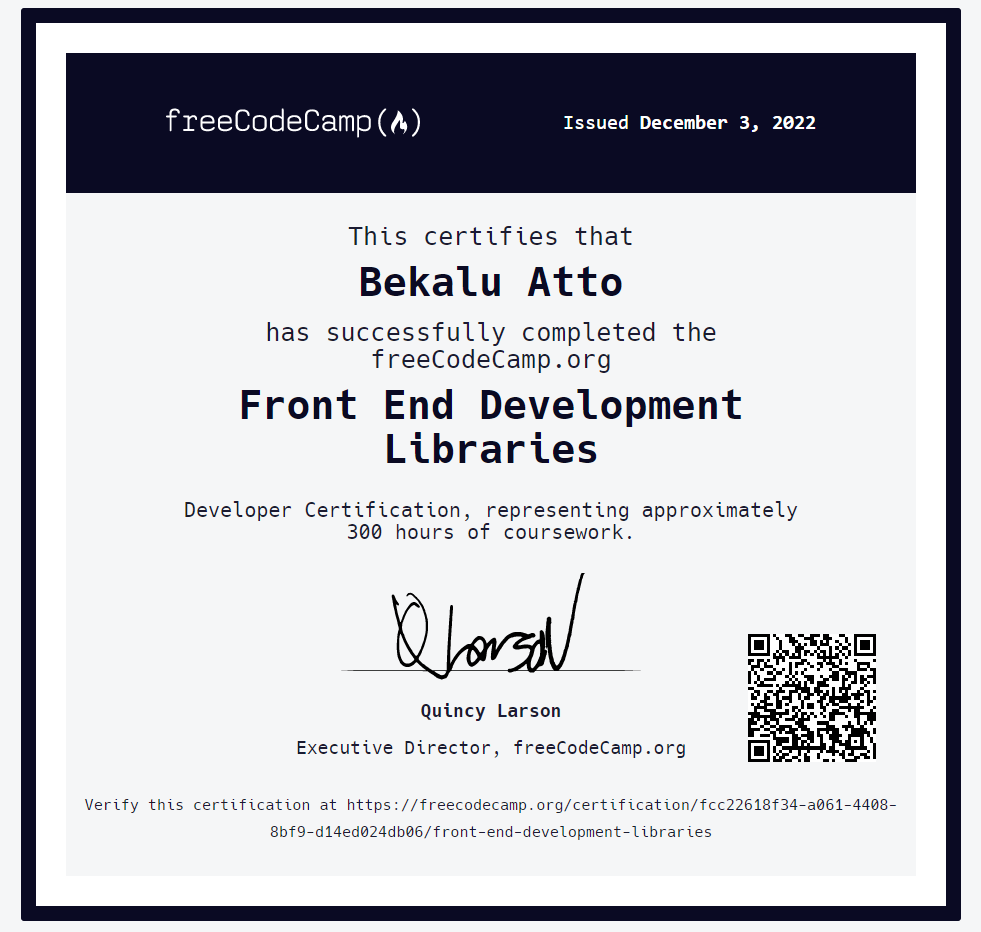 freeCodeCamp
Issued December 3, 2022
This certifies that
Bekalu Atto
has successfully completed the
freeCodeCamp.org
Front End Development
Libraries
Developer Certification, representing approximately
300 hours of coursework.
Q Larson
Quincy Larson
Executive Director, freeCodeCamp.org
Verify this certification at https://freecodecamp.org/certification/fcc22618f34-a061-4408-
8bf9-d14ed024db06/front-end-development-libraries